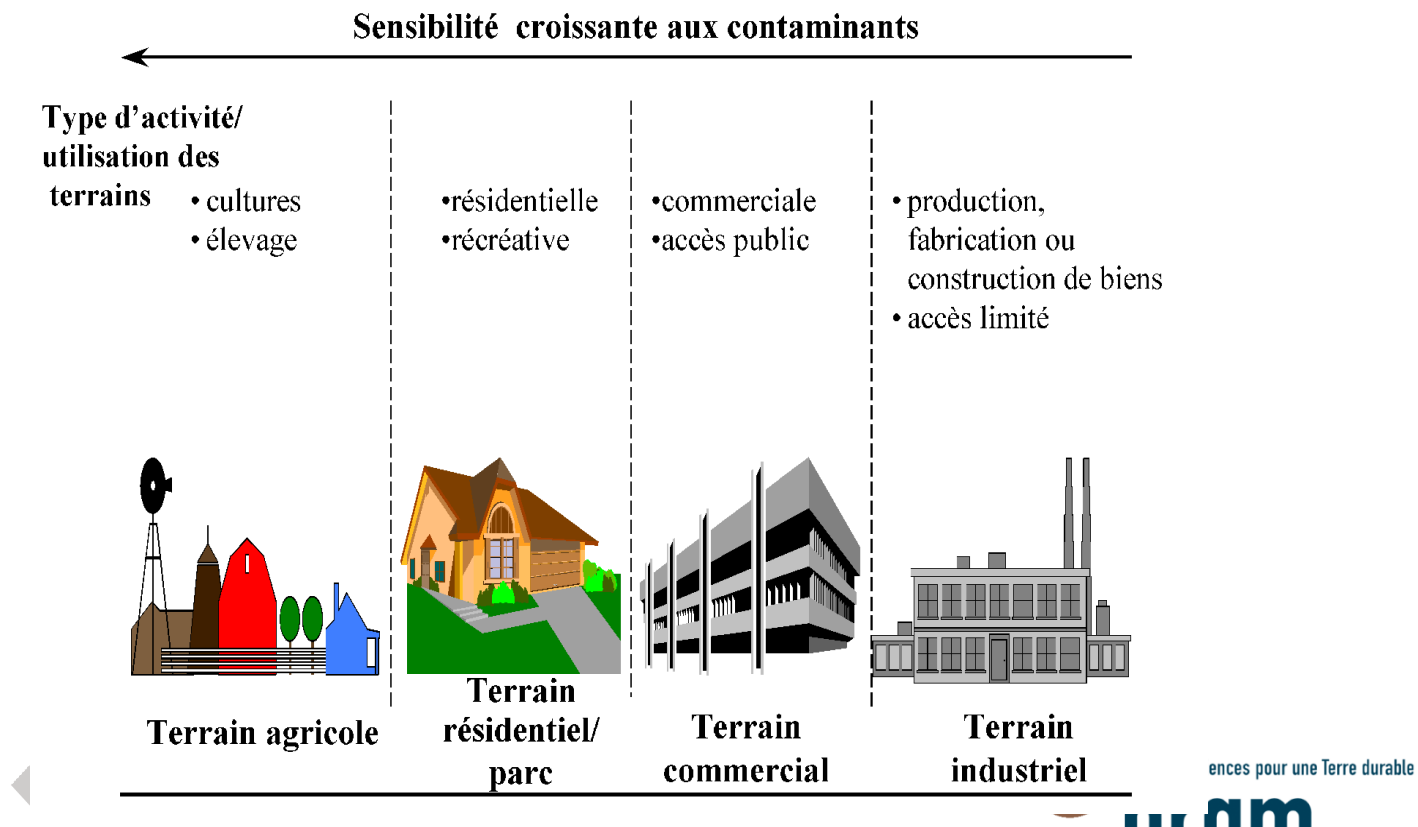 Sensibilité croissante aux contaminants
Type d'activité/
utilisation des
terrains
• cultures
• élevage
•résidentielle
•récréative
•commerciale
•accès public
• production,
fabrication ou
construction de biens
• accès limité
Terrain agricole
Terrain
résidentiel/
parc
Terrain
commercial
Terrain
industriel
ences pour une Terre durable